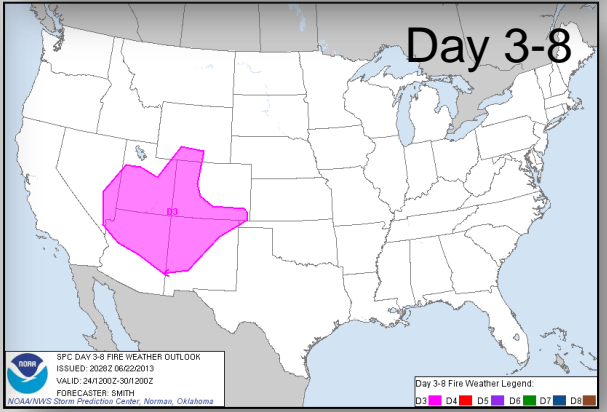 Day 3-8
D3
SPC DAY 3-8 FIRE WEATHER OUTLOOK
ISSUED: 2028Z 06/22/2013
VALID: 24/1200Z-30/1200Z
FORECASTER: SMITH
NOAA/NWS Storm Prediction Center, Norman, Oklahoma
NOAA
Day 3-8 Fire Weather Legend:
D3 D4 D5 D6 D7 D8